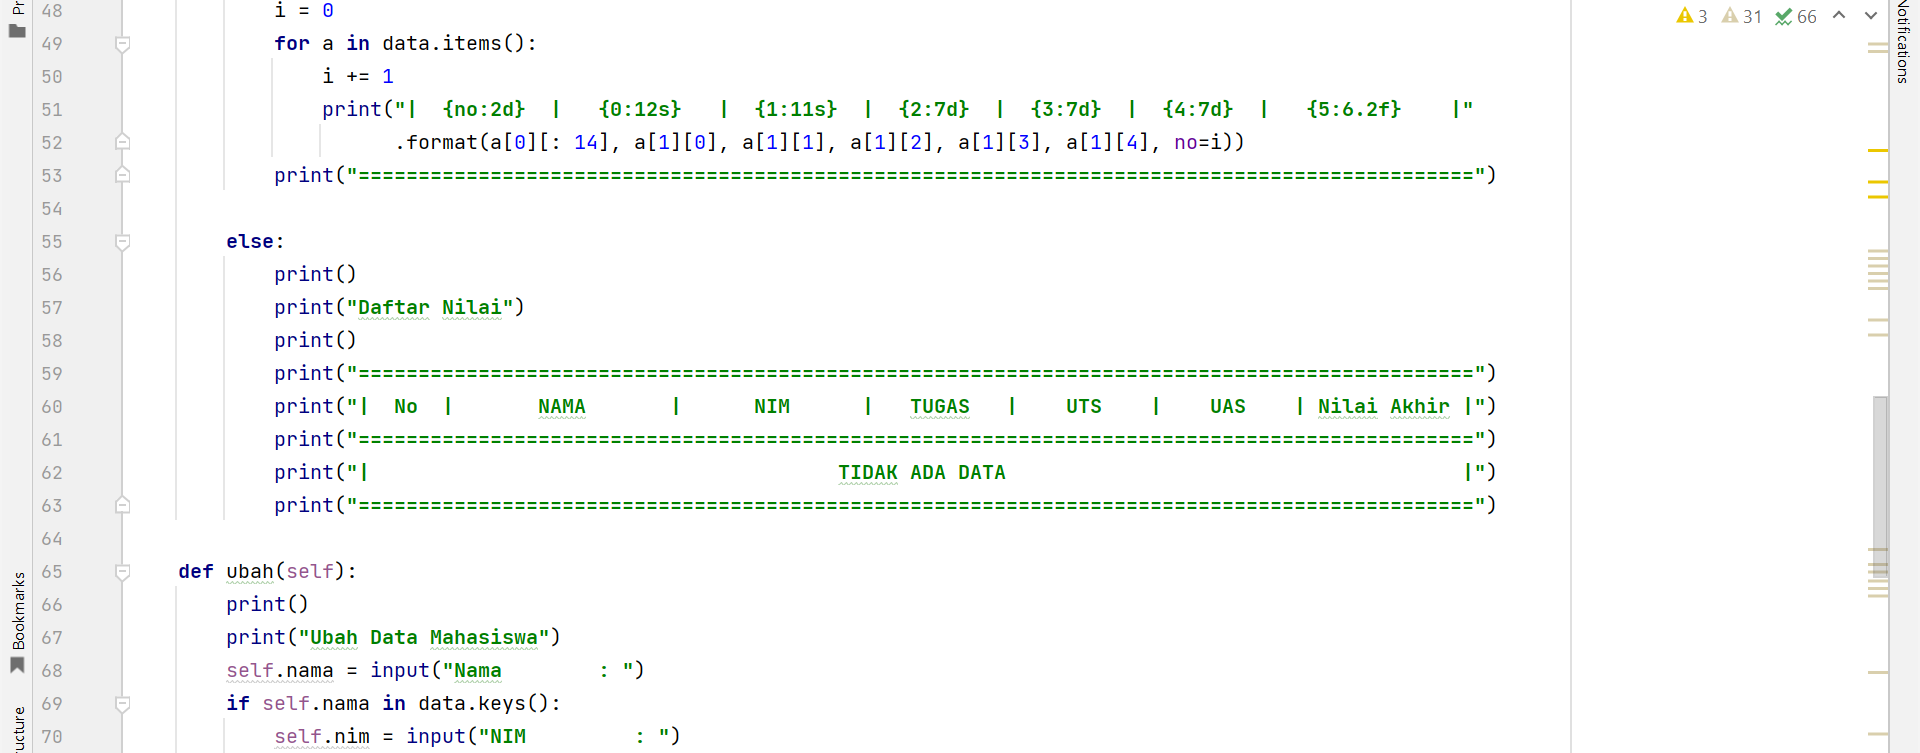 48             i = 0
49             for a in data.items():
50                 i += 1
51                 print("|  {no:2d}  |   {0:12s}   |  {1:11s}  |  {2:7d}  |  {3:7d}  |  {4:7d}  |   {5:6.2f}    |"
52                       .format(a[0][: 14], a[1][0], a[1][1], a[1][2], a[1][3], a[1][4], no=i))
53             print("=============================================================================================")
54
55         else:
56             print()
57             print("Daftar Nilai")
58             print()
59             print("=============================================================================================")
60             print("|  No  |       NAMA       |      NIM      |   TUGAS   |    UTS    |    UAS    | Nilai Akhir |")
61             print("=============================================================================================")
62             print("|                                       TIDAK ADA DATA                                      |")
63             print("=============================================================================================")
64
65     def ubah(self):
66         print()
67         print("Ubah Data Mahasiswa")
68         self.nama = input("Nama        : ")
69         if self.nama in data.keys():
70             self.nim = input("NIM         : ")
3 31 66
Notifications
Pr
Bookmarks
ructure